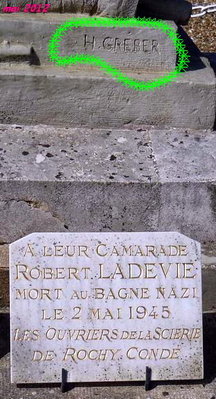 mai-2012
H. GREBER
A LEUR CAMARADE
ROBERT LADEVIE
MORT AU BAGNE NAZI
LE 2 MAI 1945
LES OUVRIERS DE LA SCIERIE
DE ROCHY CONDÉ